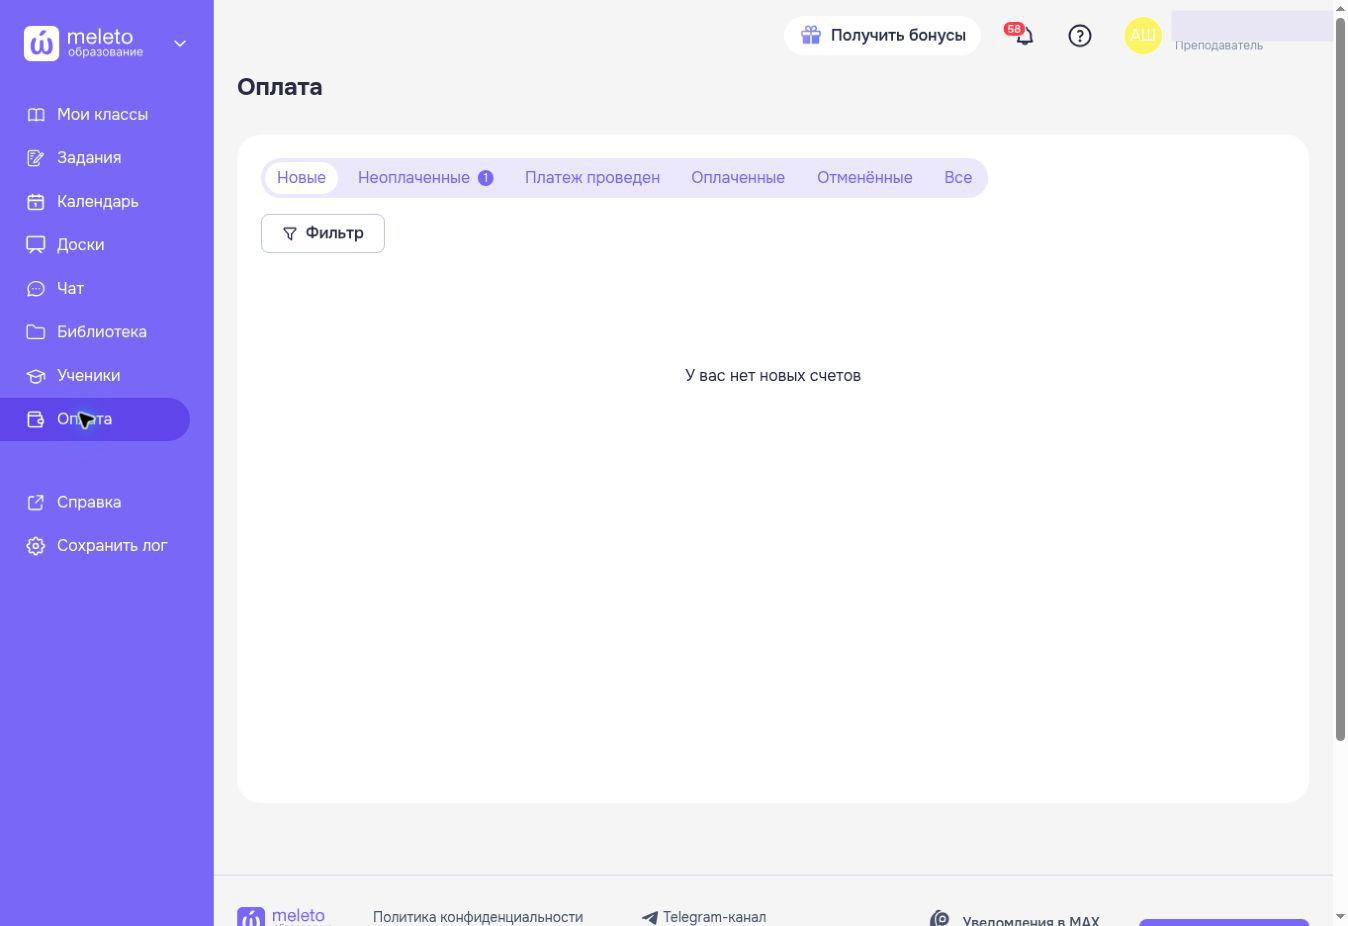 meleto
образование
Получить бонусы
58
АШ
Преподаватель
Оплата
Мои классы
Задания
Календарь
Доски
Чат
Библиотека
Ученики
Оплата
Справка
Сохранить лог
Новые
Неоплаченные 1
Платеж проведен
Оплаченные
Отменённые
Все
Фильтр
У вас нет новых счетов
meleto
Политика конфиденциальности
Telegram-канал
Уведомления в MAX